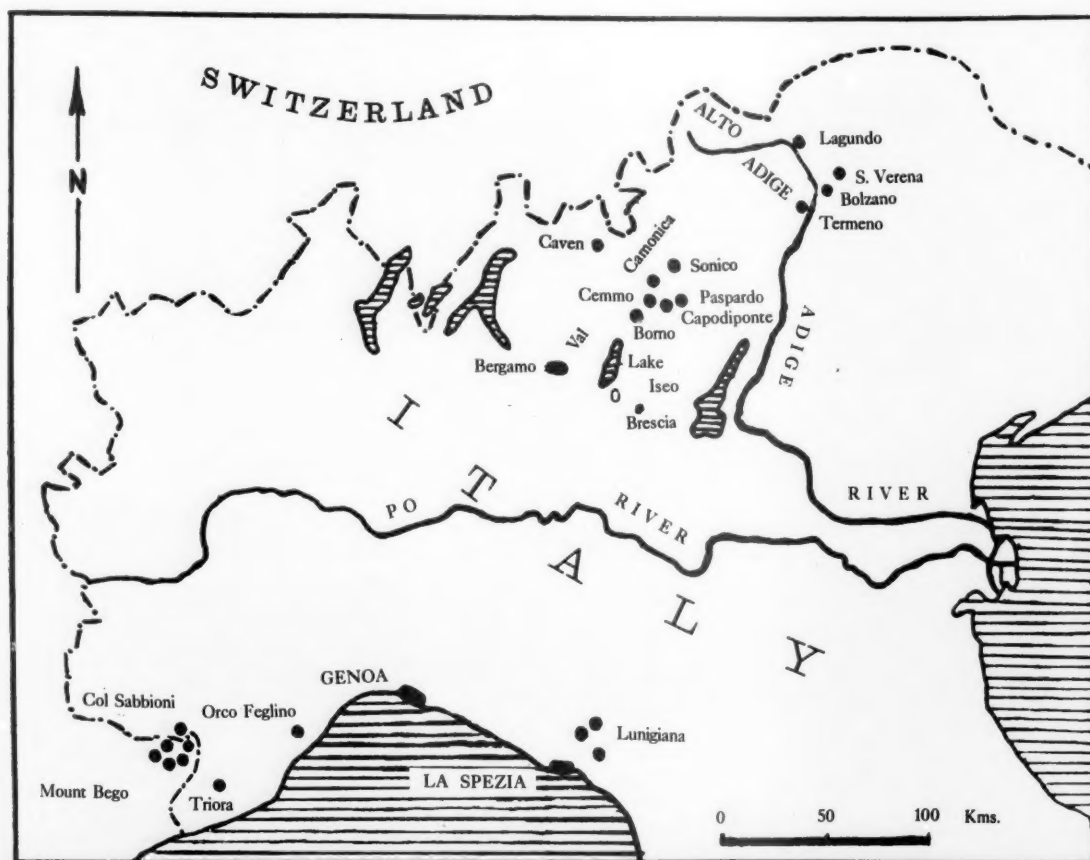 SWITZERLAND
N
ALTO
ADIGE
Lagundo
S. Verena
Bolzano
Termeno
Caven
Camonica
Sonico
Cemmo
Paspardo
Capodiponte
Borno
Val
Bergamo
Lake
Iseo
O
Brescia
ADIGE
RIVER
ITALY
PO
RIVER
GENOA
Col Sabbioni
Orco Feglino
Lunigiana
LA SPEZIA
Mount Bego
Triora
0 50 100 Kms.